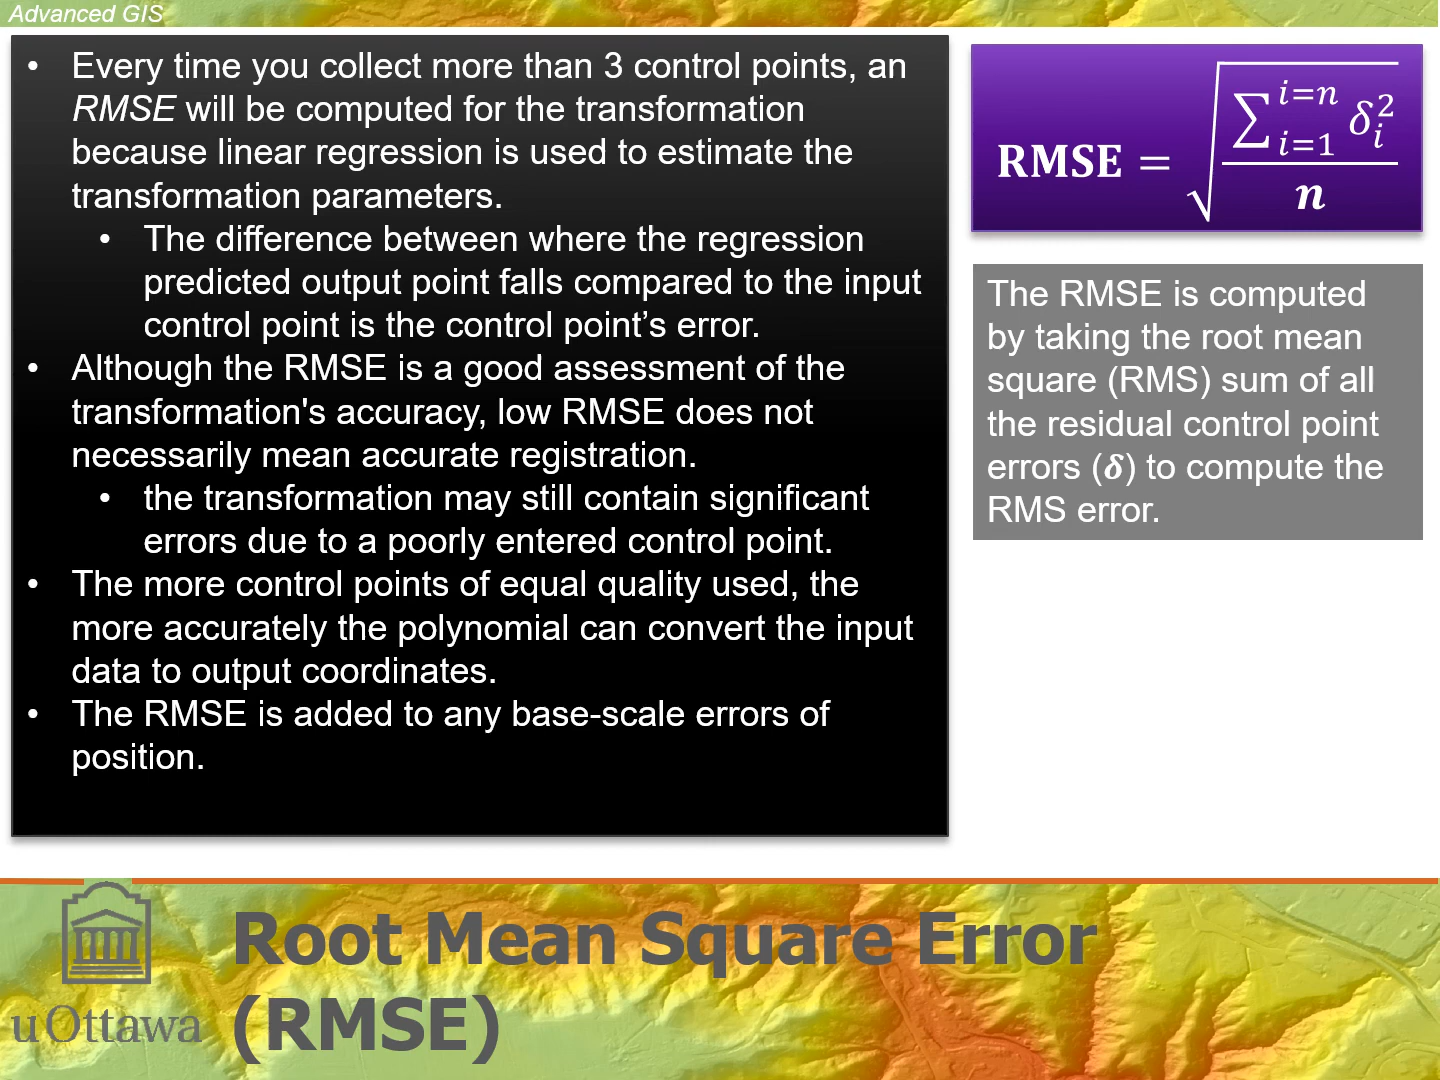 Advanced GIS
• Every time you collect more than 3 control points, an
RMSE will be computed for the transformation
because linear regression is used to estimate the
transformation parameters.
• The difference between where the regression
predicted output point falls compared to the input
control point is the control point’s error.
• Although the RMSE is a good assessment of the
transformation's accuracy, low RMSE does not
necessarily mean accurate registration.
• the transformation may still contain significant
errors due to a poorly entered control point.
• The more control points of equal quality used, the
more accurately the polynomial can convert the input
data to output coordinates.
• The RMSE is added to any base-scale errors of
position.
RMSE = √(∑_{i=1}^{i=n} δ_i^2 / n)
The RMSE is computed
by taking the root mean
square (RMS) sum of all
the residual control point
errors (δ) to compute the
RMS error.
uOttawa
Root Mean Square Error
(RMSE)